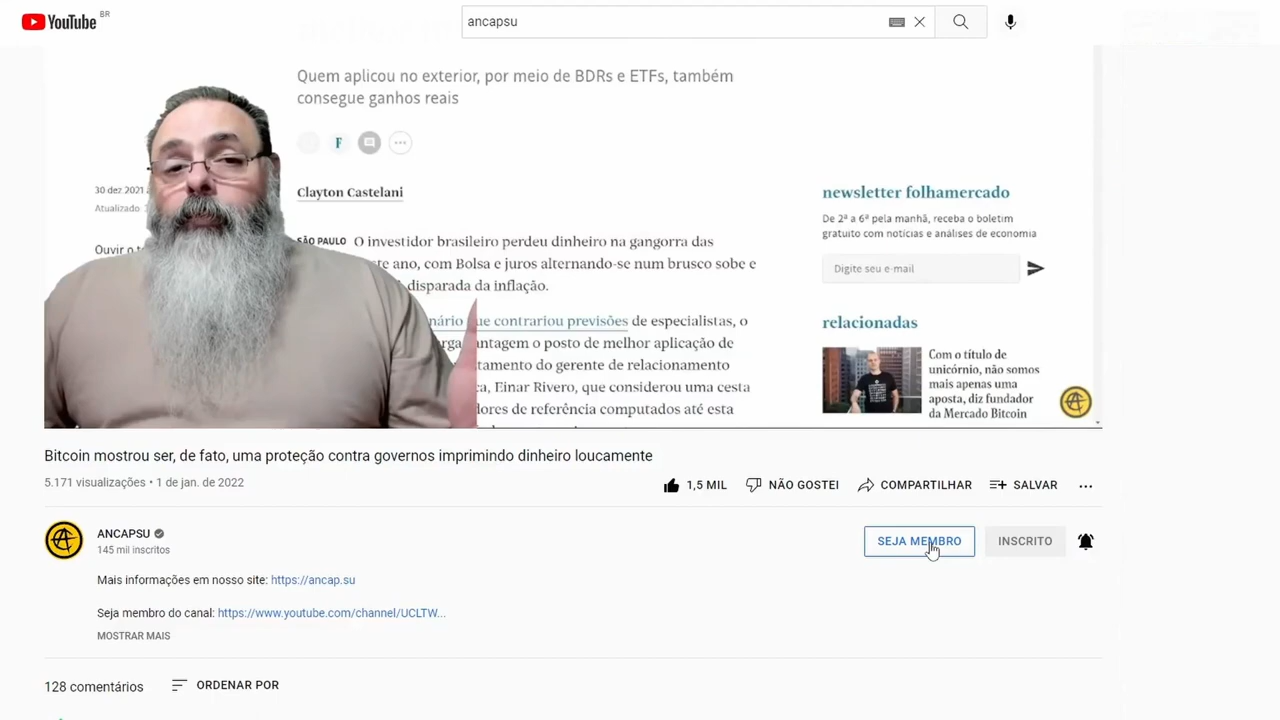 YouTube BR
ancapsu
Quem aplicou no exterior, por meio de BDRs e ETFs, também
consegue ganhos reais
F
30 dez 2021
Atualizado
Ouvir o
Clayton Castelani
SÃO PAULO O investidor brasileiro perdeu dinheiro na gangorra das
te ano, com Bolsa e juros alternando-se num brusco sobe e
disparada da inflação.
nário que contrariou previsões de especialistas, o
antagem o posto de melhor aplicação de
tamento do gerente de relacionamento
ca, Einar Rivero, que considerou uma cesta
dores de referência computados até esta
newsletter folhamercado
De 2ª a 6ª pela manhã, receba o boletim
gratuito com notícias e análises de economia
Digite seu e-mail
relacionadas
Com o título de
unicórnio, não somos
mais apenas uma
aposta, diz fundador
da Mercado Bitcoin
Bitcoin mostrou ser, de fato, uma proteção contra governos imprimindo dinheiro loucamente
5.171 visualizações • 1 de jan. de 2022
1,5 MIL
NÃO GOSTEI
COMPARTILHAR
SALVAR
ANCAPSU
145 mil inscritos
SEJA MEMBRO
INSCRITO
Mais informações em nosso site: https://ancap.su
Seja membro do canal: https://www.youtube.com/channel/UCLTW...
MOSTRAR MAIS
128 comentários
ORDENAR POR